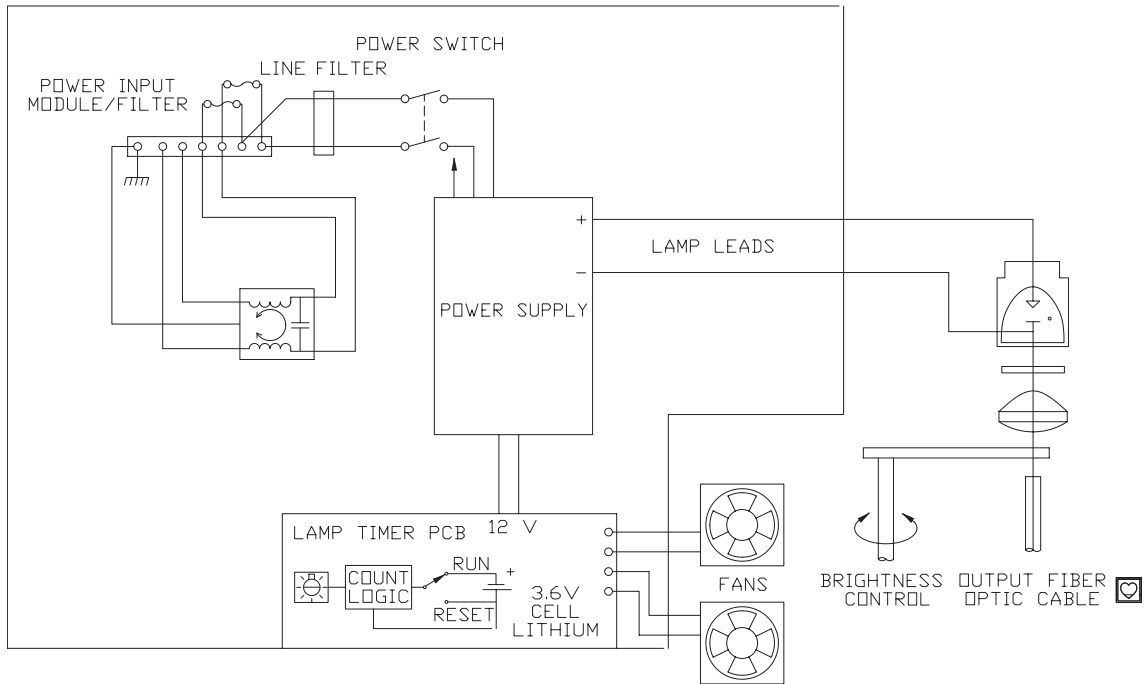 POWER SWITCH
LINE FILTER
POWER INPUT
MODULE/FILTER
+
LAMP LEADS
−
POWER SUPPLY
LAMP TIMER PCB
12 V
RUN
+
COUNT
LOGIC
RESET
3.6V
CELL
LITHIUM
FANS
BRIGHTNESS
CONTROL
OUTPUT FIBER
OPTIC CABLE